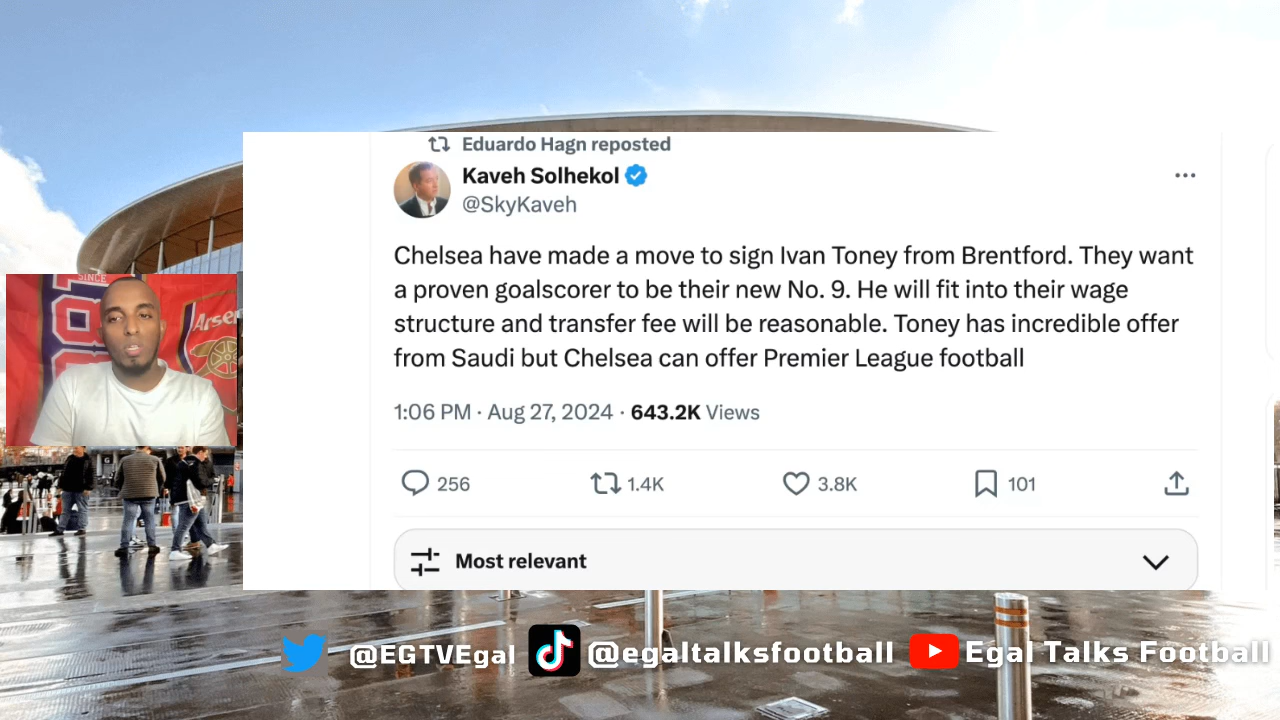 Eduardo Hagn reposted
Kaveh Solhekol
@SkyKaveh
Chelsea have made a move to sign Ivan Toney from Brentford. They want
a proven goalscorer to be their new No. 9. He will fit into their wage
structure and transfer fee will be reasonable. Toney has incredible offer
from Saudi but Chelsea can offer Premier League football
1:06 PM · Aug 27, 2024 · 643.2K Views
256 1.4K 3.8K 101
Most relevant
SINCE
Arsen
@EGTVEgal @egaltalksfootball Egal Talks Football